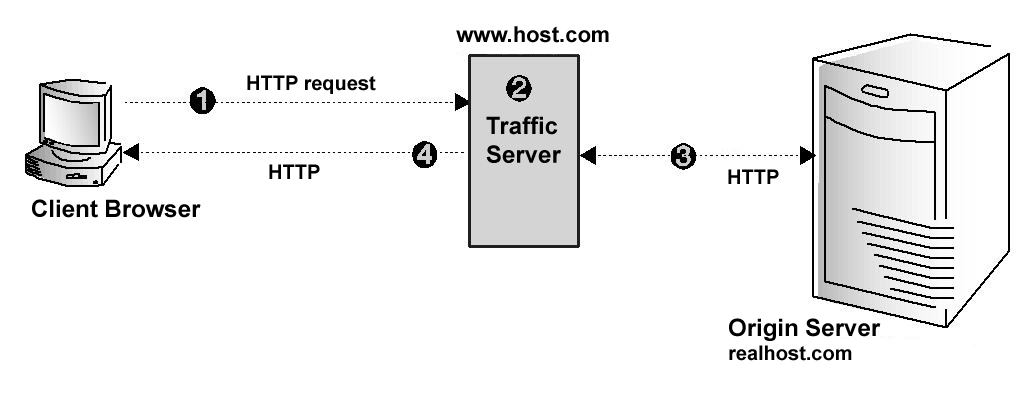 www.host.com
HTTP request
1
2
Traffic
Server
4
HTTP
3
HTTP
Client Browser
Origin Server
realhost.com